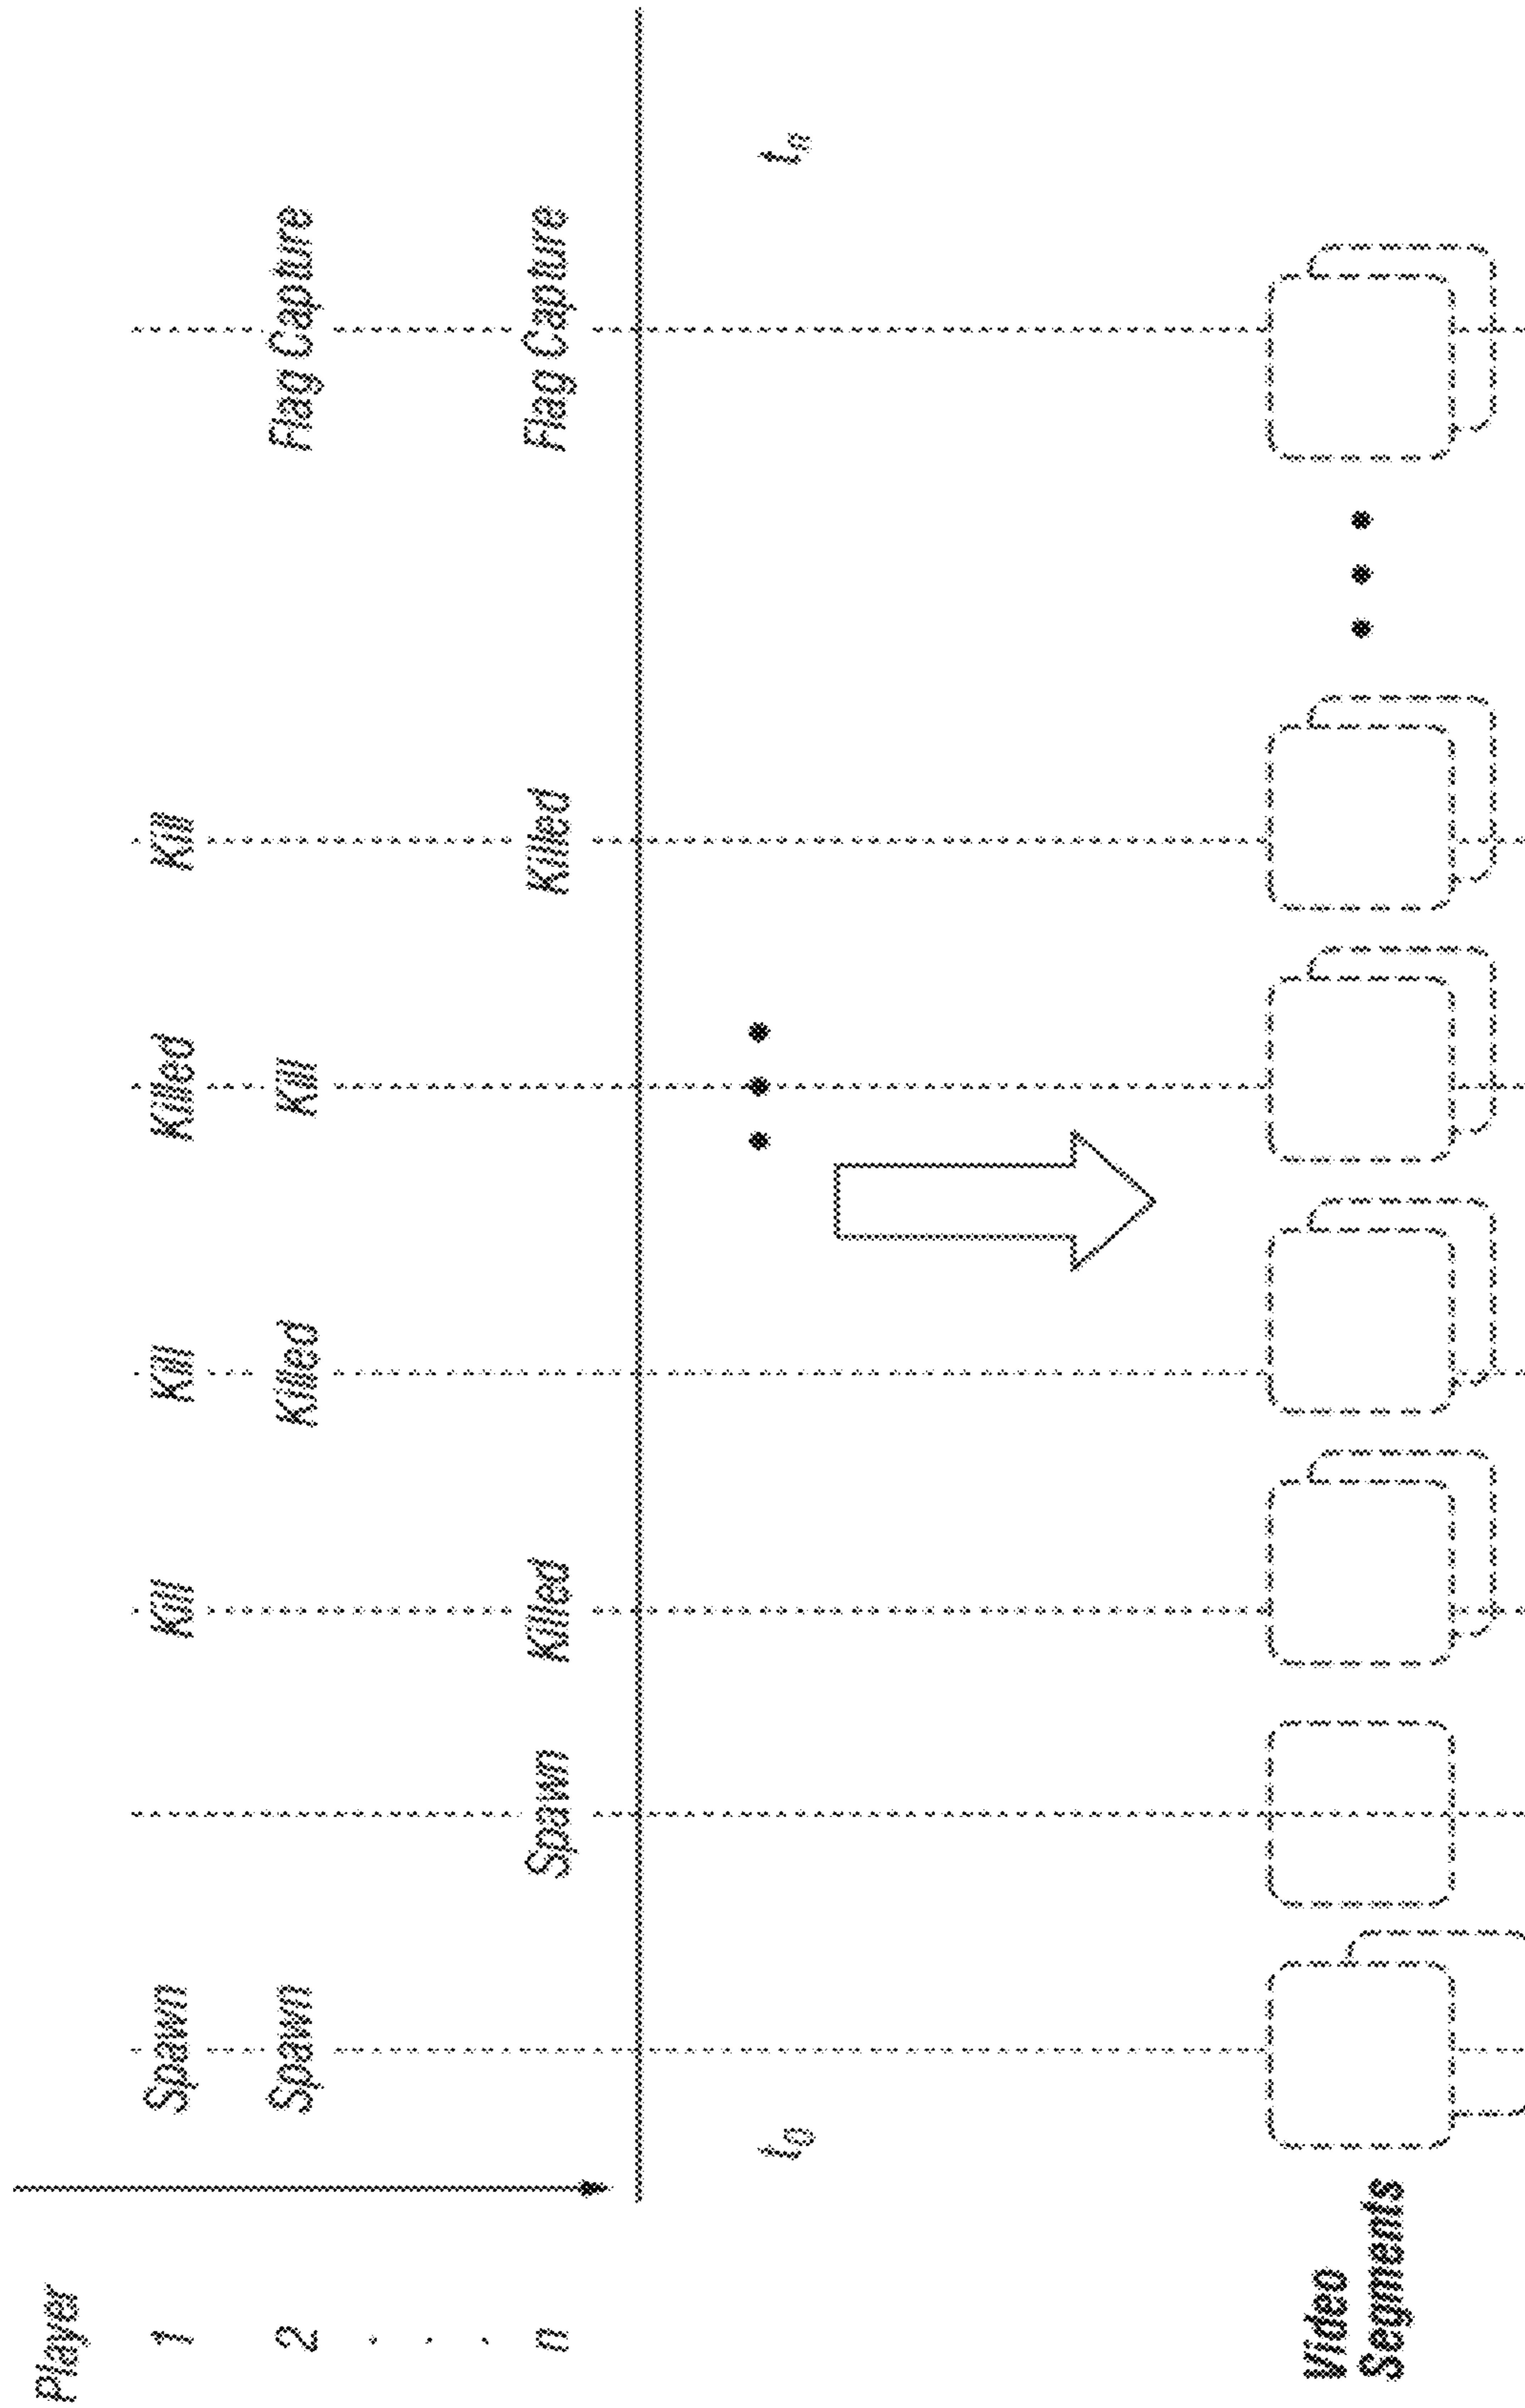 Player
1 Spawn Kill Kill Killed Kill
2 Spawn Killed Kill Flag Capture
.
.
.
n Spawn Killed Killed Flag Capture
t0 • • • tn
Video
Segments
• • •